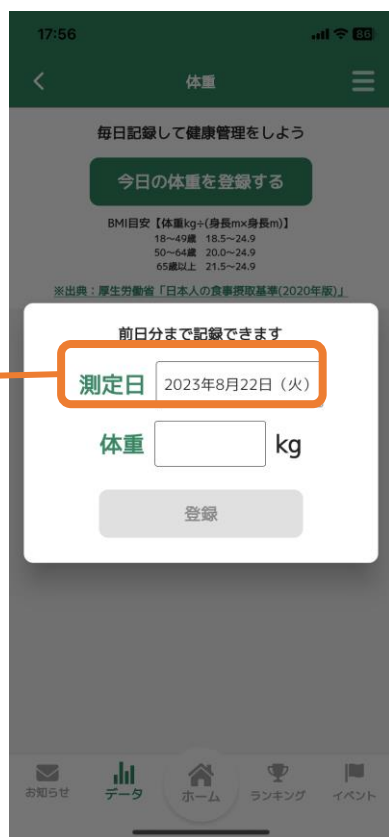 17:56 86
体重
毎日記録して健康管理をしよう
今日の体重を登録する
BMI目安【体重kg÷(身長m×身長m)】
18~49歳 18.5~24.9
50~64歳 20.0~24.9
65歳以上 21.5~24.9
※出典:厚生労働省「日本人の食事摂取基準(2020年版)」
前日分まで記録できます
測定日 2023年8月22日(火)
体重 kg
登録
お知らせ データ ホーム ランキング イベント